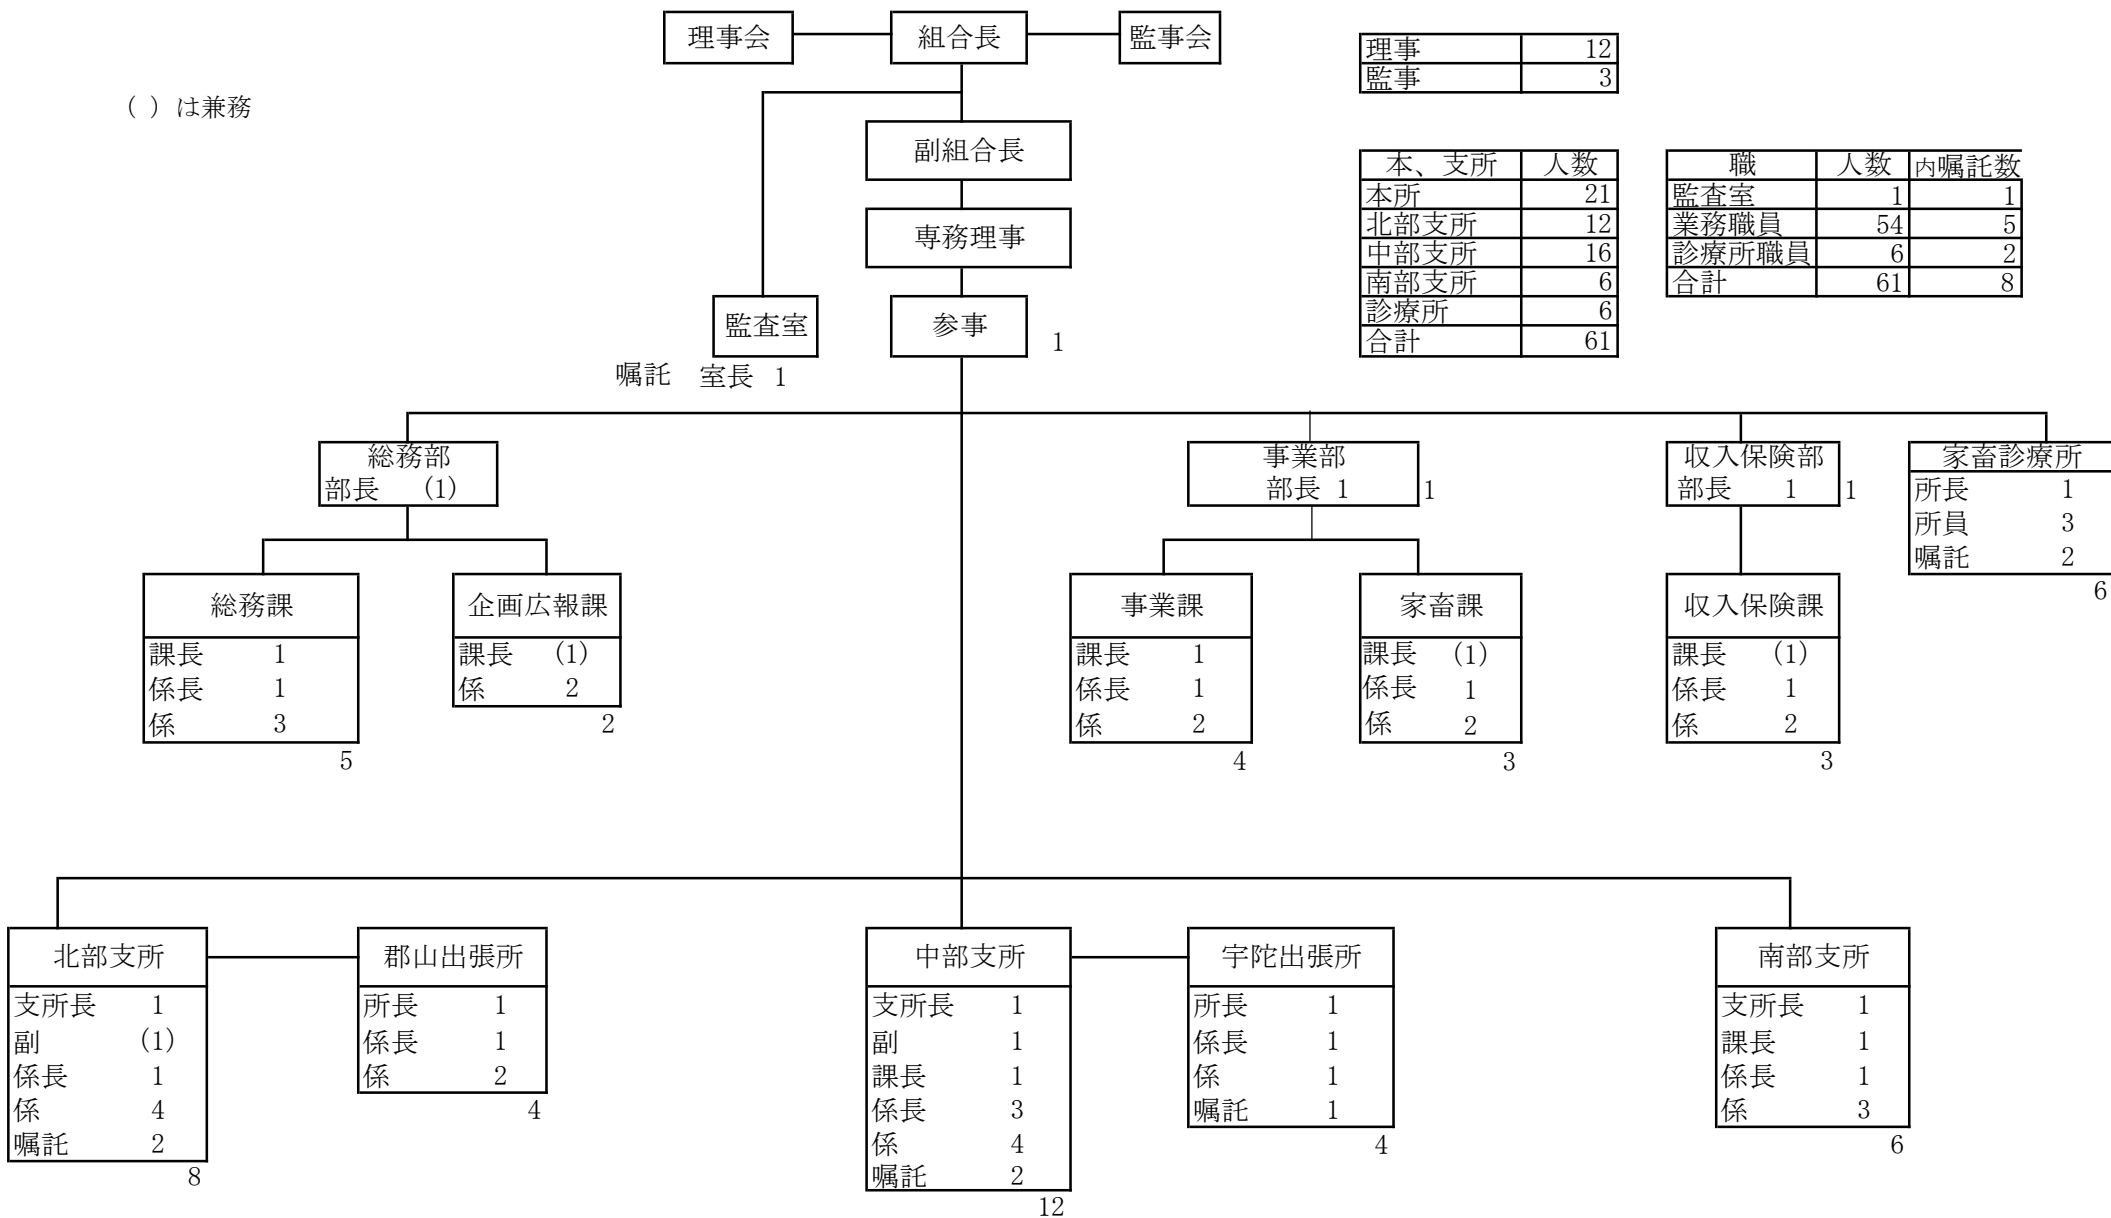 理事会 組合長 監事会
理事 12
監事 3
( ) は兼務
副組合長
本、支所 人数
本所 21
北部支所 12
中部支所 16
南部支所 6
診療所 6
合計 61
職 人数 内嘱託数
監査室 1 1
業務職員 54 5
診療所職員 6 2
合計 61 8
専務理事
監査室
嘱託 室長 1
参事 1
総務部
部長 (1)
事業部
部長 1 1
収入保険部
部長 1 1
家畜診療所
所長 1
所員 3
嘱託 2
6
総務課
課長 1
係長 1
係 3
5
企画広報課
課長 (1)
係 2
2
事業課
課長 1
係長 1
係 2
4
家畜課
課長 (1)
係長 1
係 2
3
収入保険課
課長 (1)
係長 1
係 2
3
北部支所
支所長 1
副 (1)
係長 1
係 4
嘱託 2
8
郡山出張所
所長 1
係長 1
係 2
4
中部支所
支所長 1
副 1
課長 1
係長 3
係 4
嘱託 2
12
宇陀出張所
所長 1
係長 1
係 1
嘱託 1
4
南部支所
支所長 1
課長 1
係長 1
係 3
6